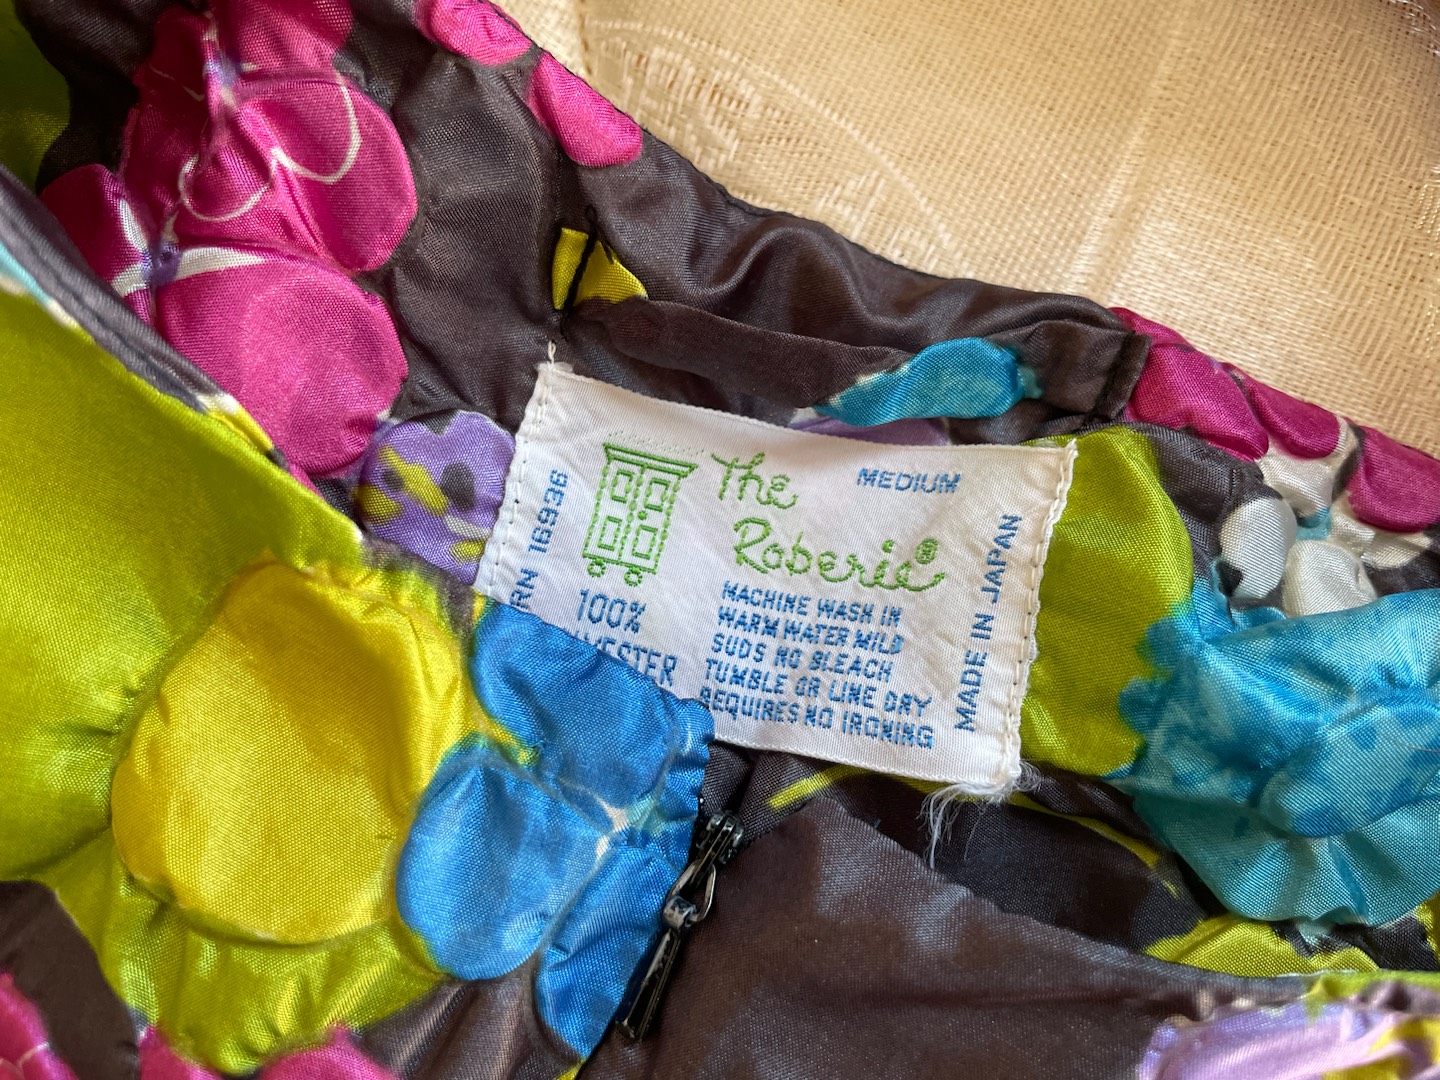 The
Roberie®
MEDIUM
RN 16936
100%
MACHINE WASH IN
WARM WATER MILD
SUDS NO BLEACH
TUMBLE OR LINE DRY
REQUIRES NO IRONING
MADE IN JAPAN